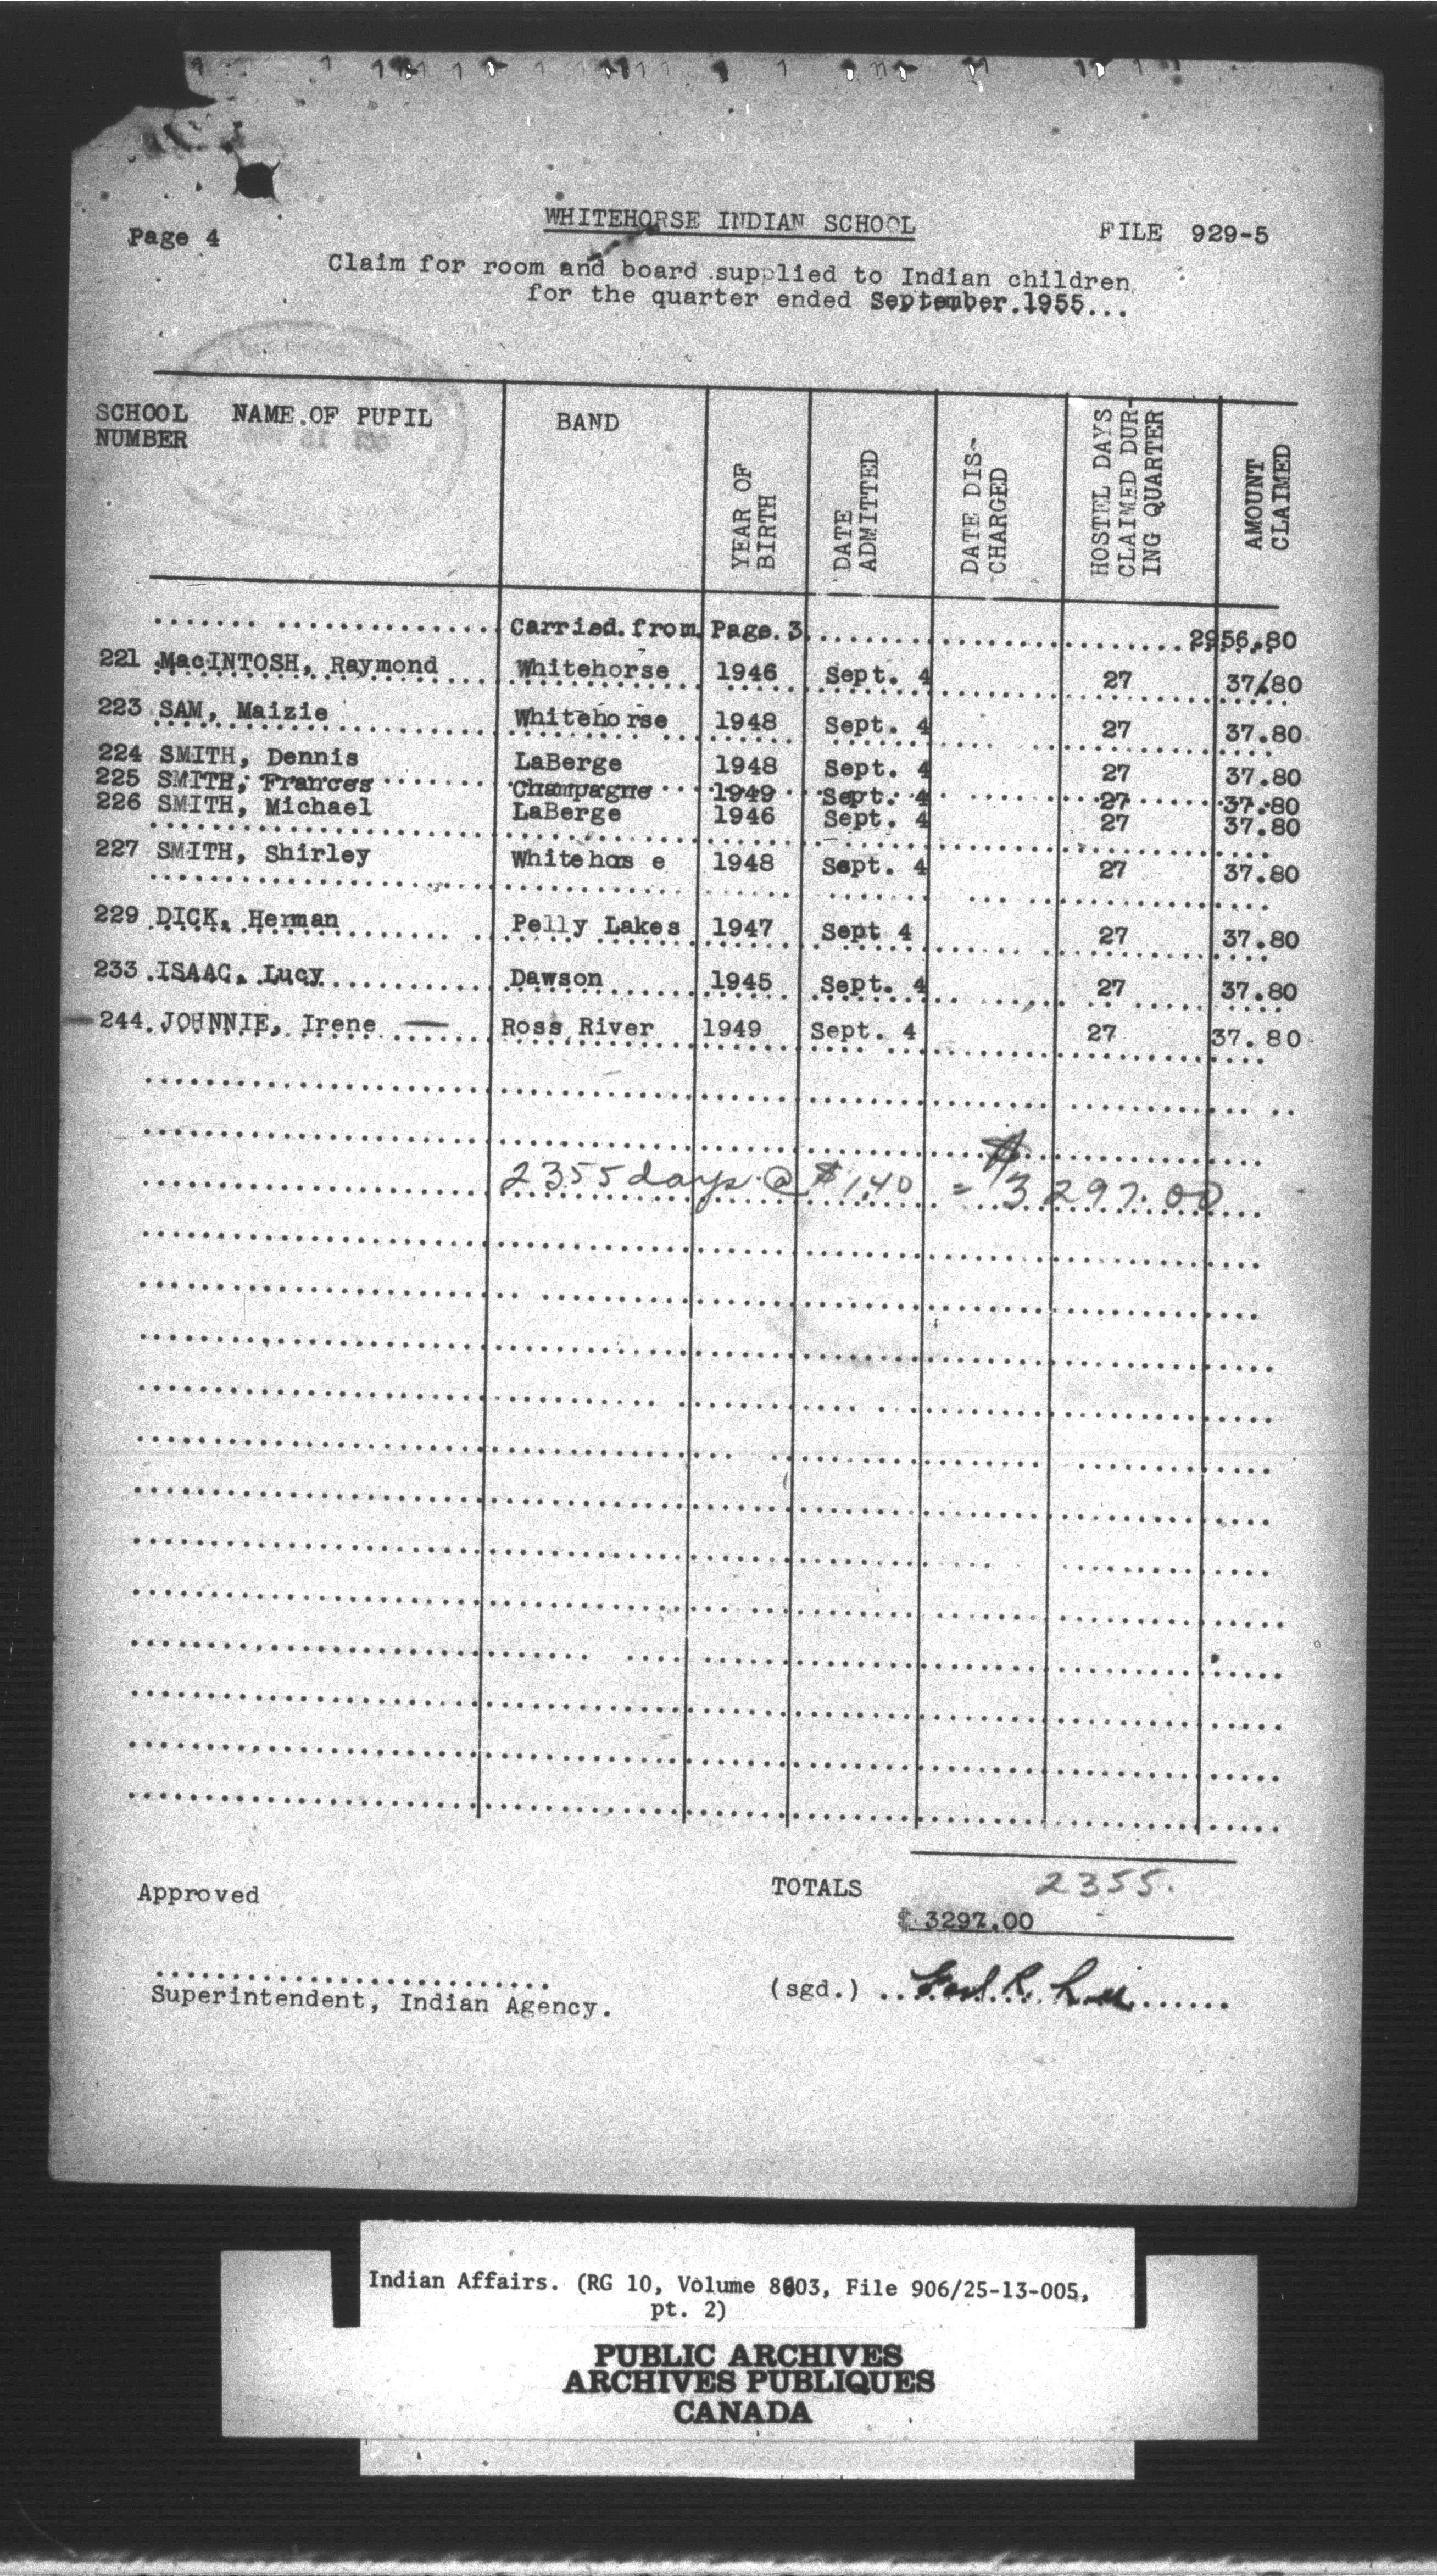 WHITEHORSE INDIAN SCHOOL
Page 4
FILE 929-5
Claim for room and board supplied to Indian children
for the quarter ended September.1955...
SCHOOL NUMBER NAME OF PUPIL BAND YEAR OF BIRTH DATE ADMITTED DATE DIS-CHARGED HOSTEL DAYS CLAIMED DUR-ING QUARTER AMOUNT CLAIMED
Carried from Page 3 2956.80
221 MacINTOSH, Raymond Whitehorse 1946 Sept. 4 27 37.80
223 SAM, Maizie Whitehorse 1948 Sept. 4 27 37.80
224 SMITH, Dennis LaBerge 1948 Sept. 4 27 37.80
225 SMITH, Frances Champagne 1949 Sept. 4 27 37.80
226 SMITH, Michael LaBerge 1946 Sept. 4 27 37.80
227 SMITH, Shirley Whitehos e 1948 Sept. 4 27 37.80
229 DICK, Herman Pelly Lakes 1947 Sept 4 27 37.80
233 ISAAC, Lucy Dawson 1945 Sept. 4 27 37.80
244 JOHNNIE, Irene — Ross River 1949 Sept. 4 27 37.80
2355 days @ $1.40 = $3297.00
TOTALS 2355.
Approved
$ 3297.00
(sgd.)
Superintendent, Indian Agency.
Indian Affairs. (RG 10, Volume 8603, File 906/25-13-005,
pt. 2)
PUBLIC ARCHIVES
ARCHIVES PUBLIQUES
CANADA